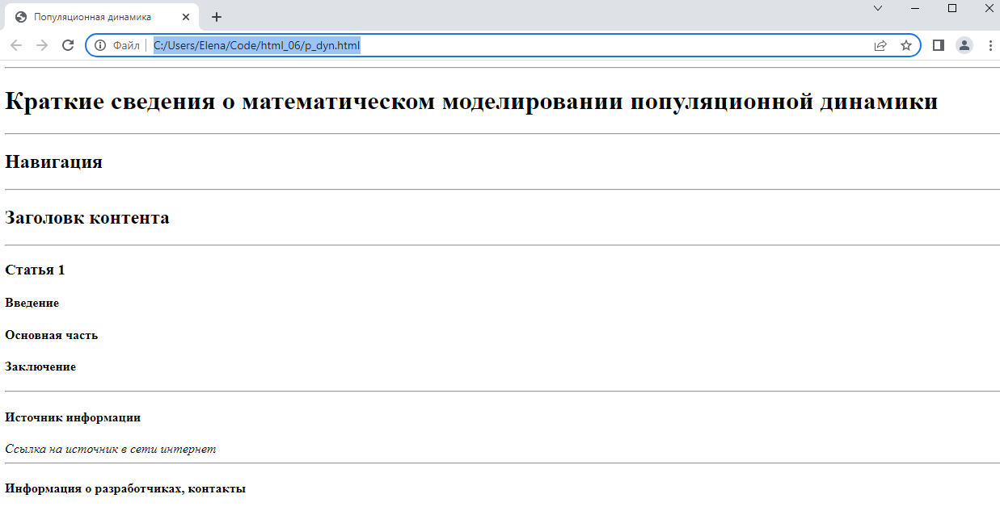 Популяционная динамика
Файл C:/Users/Elena/Code/html_06/p_dyn.html
Краткие сведения о математическом моделировании популяционной динамики
Навигация
Заголовк контента
Статья 1
Введение
Основная часть
Заключение
Источник информации
Ссылка на источник в сети интернет
Информация о разработчиках, контакты